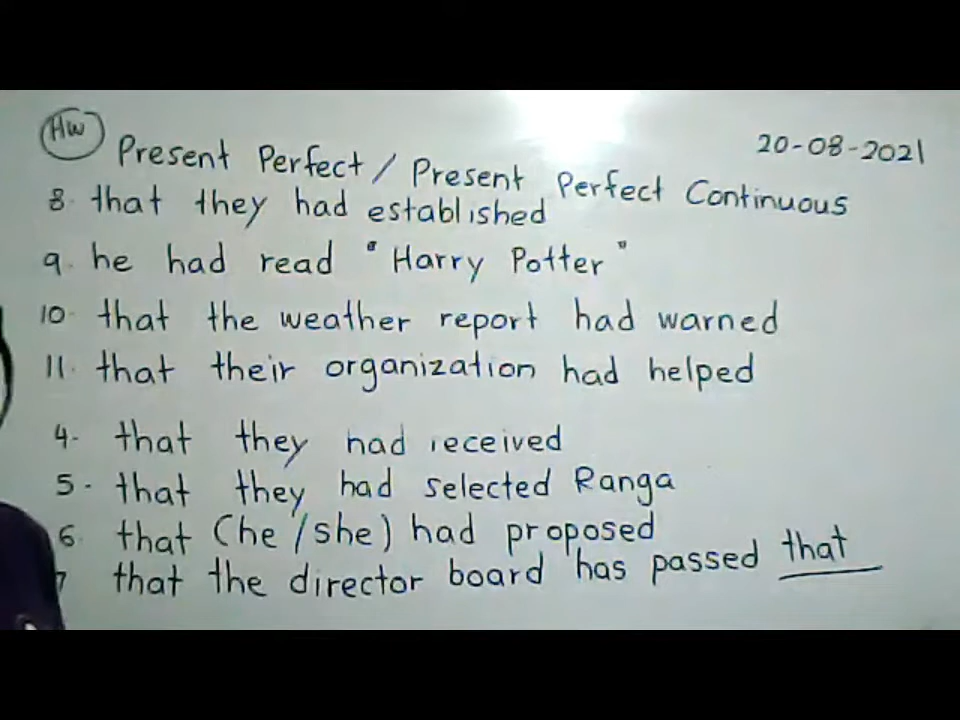 HW
Present Perfect / Present Perfect Continuous
20-08-2021
8. that they had established
9. he had read "Harry Potter"
10. that the weather report had warned
11. that their organization had helped
4. that they had received
5. that they had selected Ranga
6. that (he/she) had proposed
7 that the director board has passed that